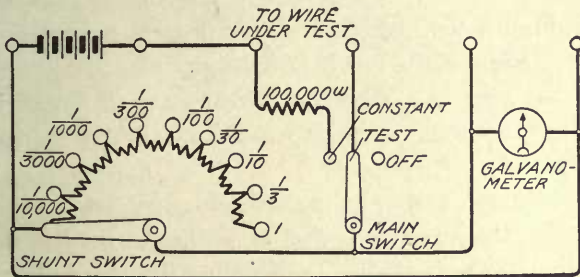 TO WIRE
UNDER TEST
100,000ω
CONSTANT
TEST
OFF
1/10,000
1/3000
1/1000
1/300
1/100
1/30
1/10
1/3
1
GALVANO-
METER
MAIN
SWITCH
SHUNT SWITCH